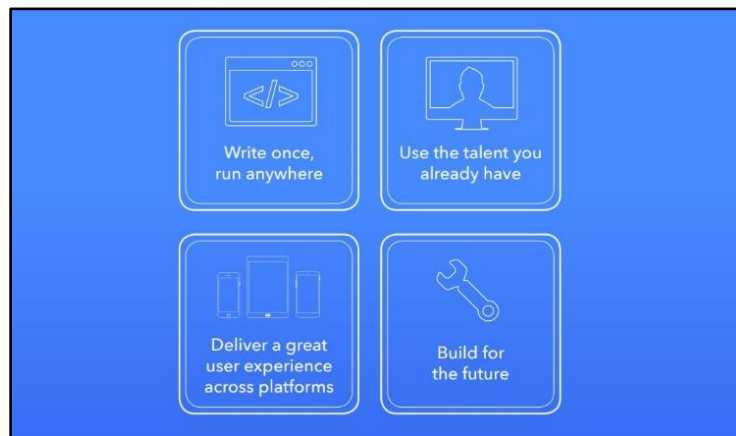 </>
Write once,
run anywhere
Use the talent you
already have
Deliver a great
user experience
across platforms
Build for
the future